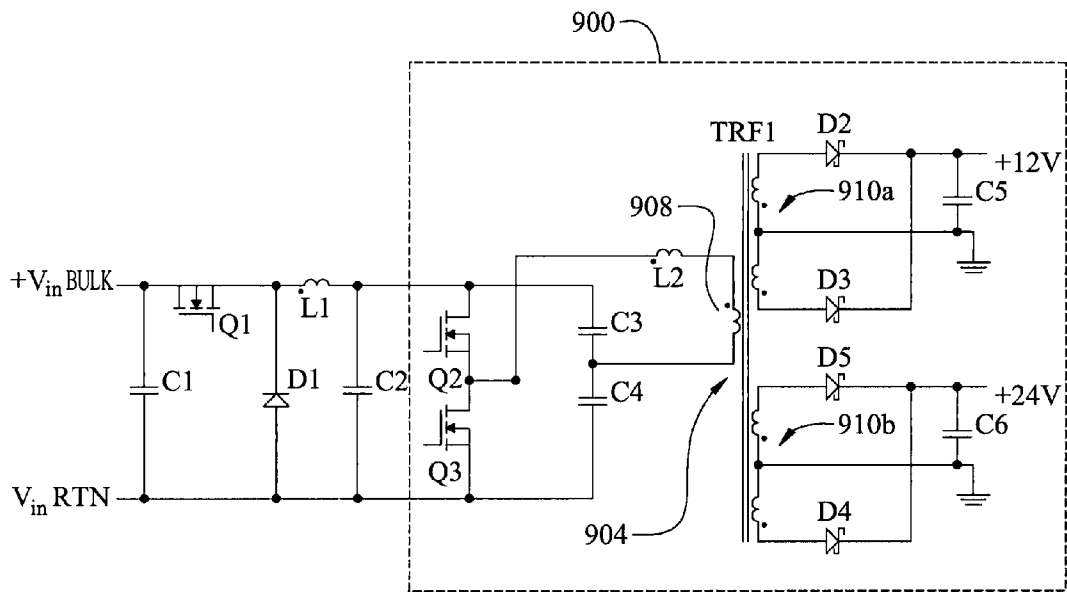 900
TRF1
D2
+12V
C5
910a
908
D3
L2
+Vin BULK
L1
Q1
C3
D5
+24V
C1
D1
C2
Q2
C4
C6
910b
Q3
Vin RTN
904
D4